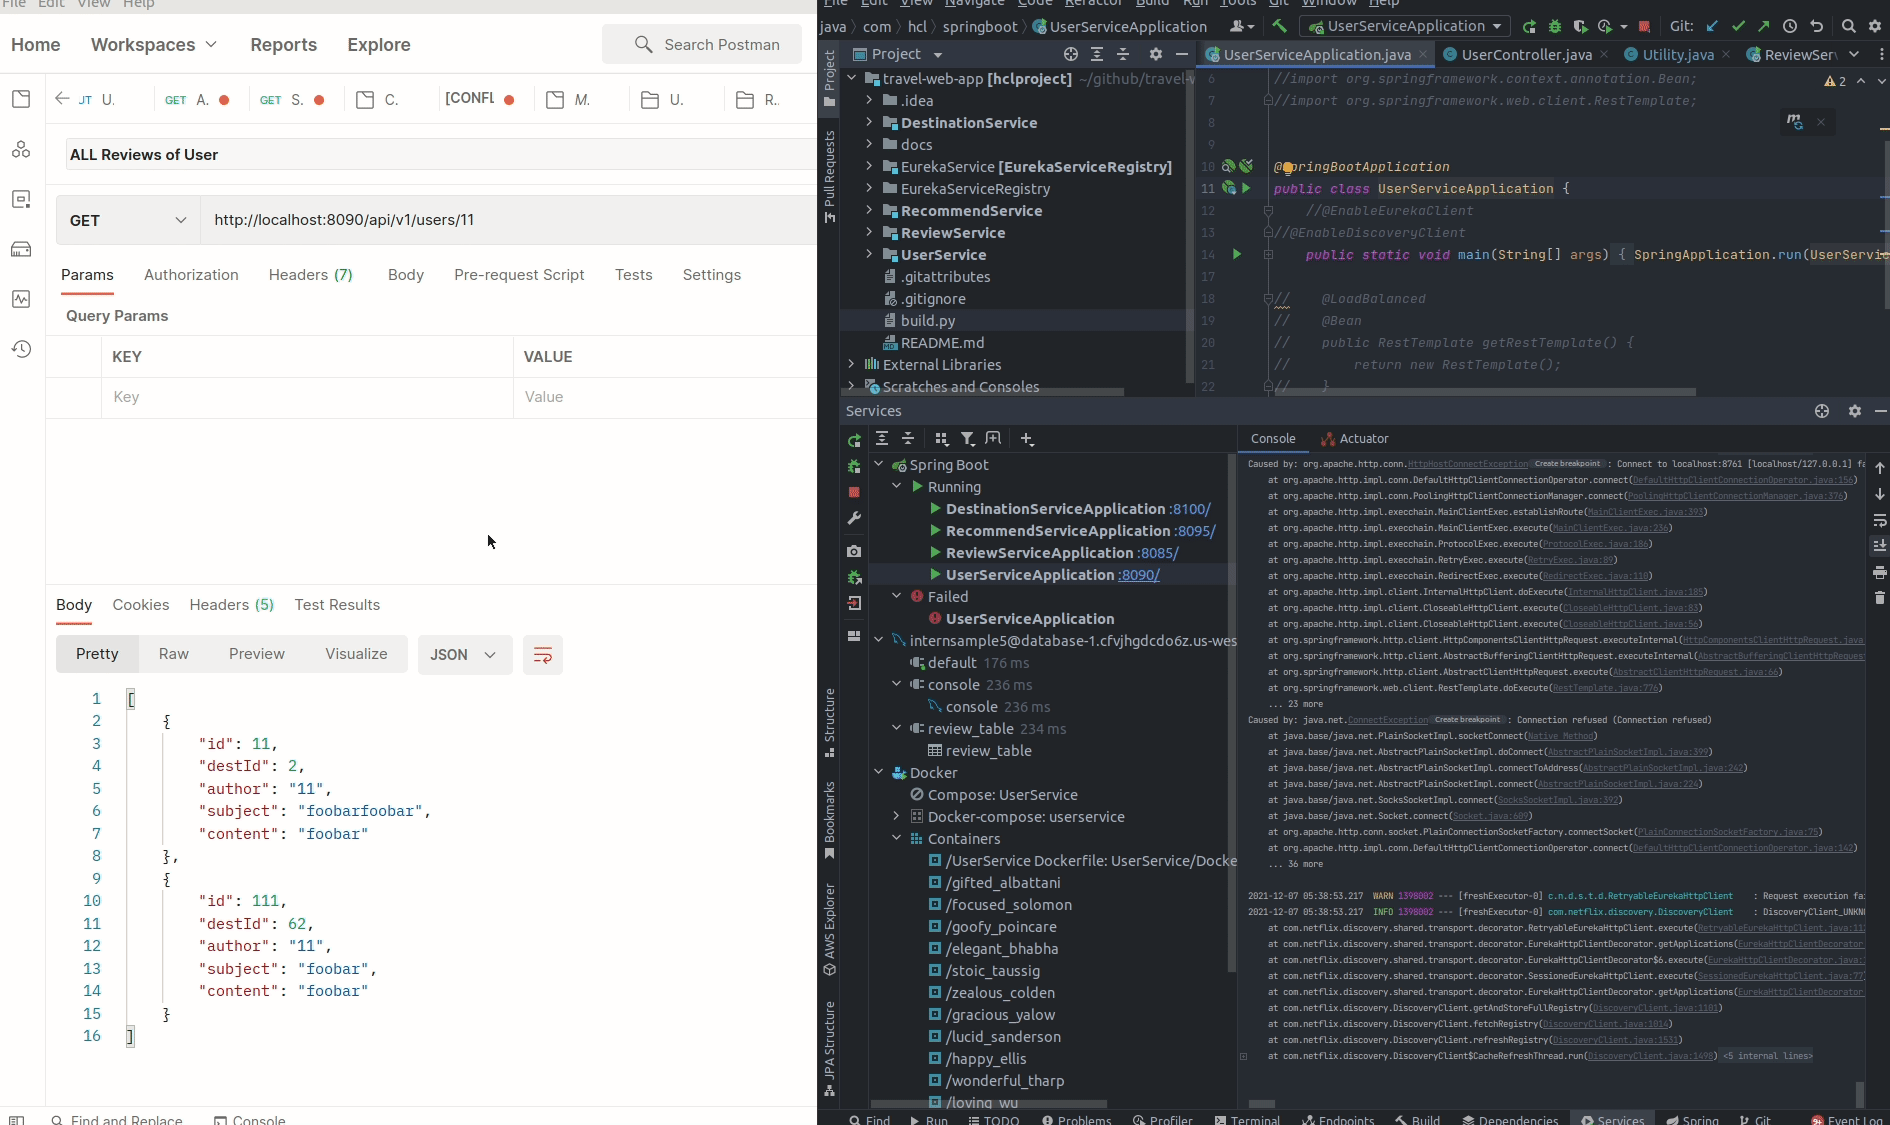 File Edit View Help
Home Workspaces Reports Explore Search Postman
UT U. GET A. GET S. C. [CONFL M. U. R.
ALL Reviews of User
GET http://localhost:8090/api/v1/users/11
Params Authorization Headers (7) Body Pre-request Script Tests Settings
Query Params
KEY VALUE
Key Value
Body Cookies Headers (5) Test Results
Pretty Raw Preview Visualize JSON
1 [
2 {
3 "id": 11,
4 "destId": 2,
5 "author": "11",
6 "subject": "foobarfoobar",
7 "content": "foobar"
8 },
9 {
10 "id": 111,
11 "destId": 62,
12 "author": "11",
13 "subject": "foobar",
14 "content": "foobar"
15 }
16 ]
Find and Replace Console
File Edit View Navigate Code Refactor Build Run Tools Git Window Help
java com hcl springboot UserServiceApplication UserServiceApplication Git:
Project UserServiceApplication.java UserController.java Utility.java ReviewSer
Project
Pull Requests
Structure
Bookmarks
AWS Explorer
JPA Structure
travel-web-app [hclproject] ~/github/travel-w
.idea
DestinationService
docs
EurekaService [EurekaServiceRegistry]
EurekaServiceRegistry
RecommendService
ReviewService
UserService
.gitattributes
.gitignore
build.py
README.md
External Libraries
Scratches and Consoles
6 //import org.springframework.context.annotation.Bean;
7 //import org.springframework.web.client.RestTemplate;
8
9
10 @SpringBootApplication
11 public class UserServiceApplication {
12 //@EnableEurekaClient
13 //@EnableDiscoveryClient
14 public static void main(String[] args) { SpringApplication.run(UserServic
17
18 // @LoadBalanced
19 // @Bean
20 // public RestTemplate getRestTemplate() {
21 // return new RestTemplate();
22 // }
2
Services
Console Actuator
Spring Boot
Running
DestinationServiceApplication :8100/
RecommendServiceApplication :8095/
ReviewServiceApplication :8085/
UserServiceApplication :8090/
Failed
UserServiceApplication
internsample5@database-1.cfvjhgdcdo6z.us-wes
default 176 ms
console 236 ms
console 236 ms
review_table 234 ms
review_table
Docker
Compose: UserService
Docker-compose: userservice
Containers
/UserService Dockerfile: UserService/Docke
/gifted_albattani
/focused_solomon
/goofy_poincare
/elegant_bhabha
/stoic_taussig
/zealous_colden
/gracious_yalow
/lucid_sanderson
/happy_ellis
/wonderful_tharp
/loving_wu
Caused by: org.apache.http.conn.HttpHostConnectException Create breakpoint : Connect to localhost:8761 [localhost/127.0.0.1] fa
at org.apache.http.impl.conn.DefaultHttpClientConnectionOperator.connect(DefaultHttpClientConnectionOperator.java:156)
at org.apache.http.impl.conn.PoolingHttpClientConnectionManager.connect(PoolingHttpClientConnectionManager.java:376)
at org.apache.http.impl.execchain.MainClientExec.establishRoute(MainClientExec.java:393)
at org.apache.http.impl.execchain.MainClientExec.execute(MainClientExec.java:236)
at org.apache.http.impl.execchain.ProtocolExec.execute(ProtocolExec.java:186)
at org.apache.http.impl.execchain.RetryExec.execute(RetryExec.java:89)
at org.apache.http.impl.execchain.RedirectExec.execute(RedirectExec.java:110)
at org.apache.http.impl.client.InternalHttpClient.doExecute(InternalHttpClient.java:185)
at org.apache.http.impl.client.CloseableHttpClient.execute(CloseableHttpClient.java:83)
at org.apache.http.impl.client.CloseableHttpClient.execute(CloseableHttpClient.java:56)
at org.springframework.http.client.HttpComponentsClientHttpRequest.executeInternal(HttpComponentsClientHttpRequest.java
at org.springframework.http.client.AbstractBufferingClientHttpRequest.executeInternal(AbstractBufferingClientHttpRequest
at org.springframework.http.client.AbstractClientHttpRequest.execute(AbstractClientHttpRequest.java:66)
at org.springframework.web.client.RestTemplate.doExecute(RestTemplate.java:776)
... 23 more
Caused by: java.net.ConnectException Create breakpoint : Connection refused (Connection refused)
at java.base/java.net.PlainSocketImpl.socketConnect(Native Method)
at java.base/java.net.AbstractPlainSocketImpl.doConnect(AbstractPlainSocketImpl.java:399)
at java.base/java.net.AbstractPlainSocketImpl.connectToAddress(AbstractPlainSocketImpl.java:242)
at java.base/java.net.AbstractPlainSocketImpl.connect(AbstractPlainSocketImpl.java:224)
at java.base/java.net.SocksSocketImpl.connect(SocksSocketImpl.java:392)
at java.base/java.net.Socket.connect(Socket.java:609)
at org.apache.http.conn.socket.PlainConnectionSocketFactory.connectSocket(PlainConnectionSocketFactory.java:75)
at org.apache.http.impl.conn.DefaultHttpClientConnectionOperator.connect(DefaultHttpClientConnectionOperator.java:142)
... 36 more
2021-12-07 05:38:53.217 WARN 1398002 --- [freshExecutor-0] c.n.d.s.t.d.RetryableEurekaHttpClient : Request execution fai
2021-12-07 05:38:53.217 INFO 1398002 --- [freshExecutor-0] com.netflix.discovery.DiscoveryClient : DiscoveryClient_UNKN
at com.netflix.discovery.shared.transport.decorator.RetryableEurekaHttpClient.execute(RetryableEurekaHttpClient.java:112
at com.netflix.discovery.shared.transport.decorator.EurekaHttpClientDecorator.getApplications(EurekaHttpClientDecorator.
at com.netflix.discovery.shared.transport.decorator.EurekaHttpClientDecorator$6.execute(EurekaHttpClientDecorator.java:
at com.netflix.discovery.shared.transport.decorator.SessionedEurekaHttpClient.execute(SessionedEurekaHttpClient.java:77)
at com.netflix.discovery.shared.transport.decorator.EurekaHttpClientDecorator.getApplications(EurekaHttpClientDecorator.
at com.netflix.discovery.DiscoveryClient.getAndStoreFullRegistry(DiscoveryClient.java:1101)
at com.netflix.discovery.DiscoveryClient.fetchRegistry(DiscoveryClient.java:1014)
at com.netflix.discovery.DiscoveryClient.refreshRegistry(DiscoveryClient.java:1531)
at com.netflix.discovery.DiscoveryClient$CacheRefreshThread.run(DiscoveryClient.java:1498) <5 internal lines>
Find Run TODO Problems Profiler Terminal Endpoints Build Dependencies Services Spring Git Event Log